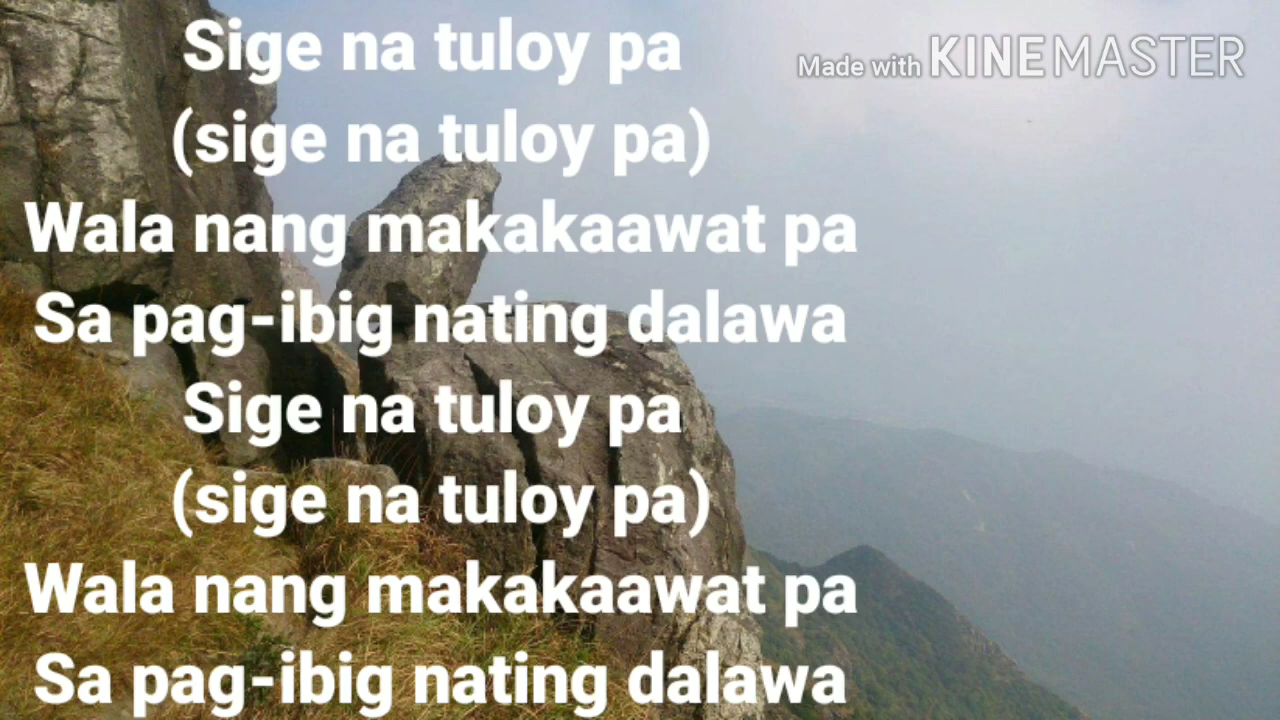 Sige na tuloy pa
Made with KINEMASTER
(sige na tuloy pa)
Wala nang makakaawat pa
Sa pag-ibig nating dalawa
Sige na tuloy pa
(sige na tuloy pa)
Wala nang makakaawat pa
Sa pag-ibig nating dalawa